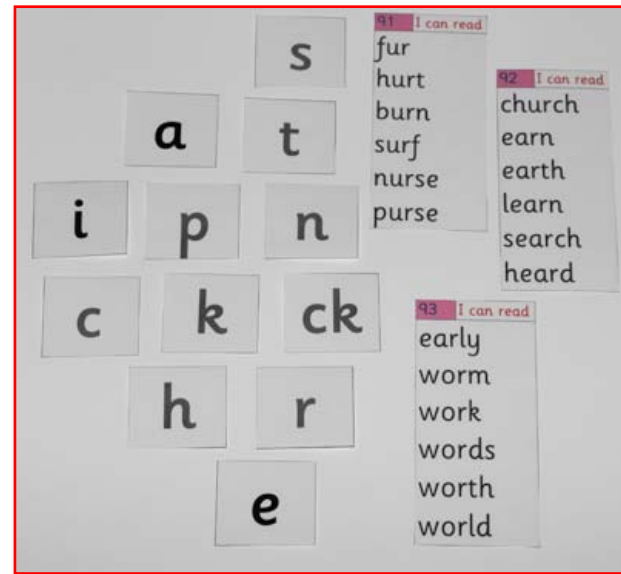 s
a t
i p n
c k ck
h r
e
91 I can read
fur
hurt
burn
surf
nurse
purse
92 I can read
church
earn
earth
learn
search
heard
93 I can read
early
worm
work
words
worth
world